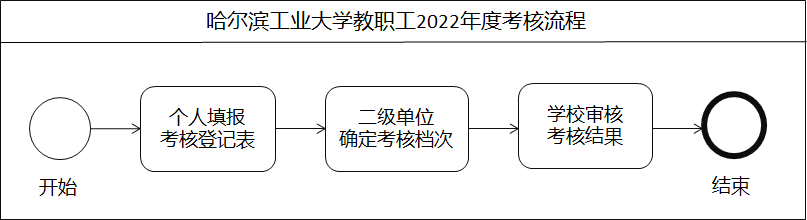 哈尔滨工业大学教职工2022年度考核流程
个人填报
考核登记表
二级单位
确定考核档次
学校审核
考核结果
开始
结束